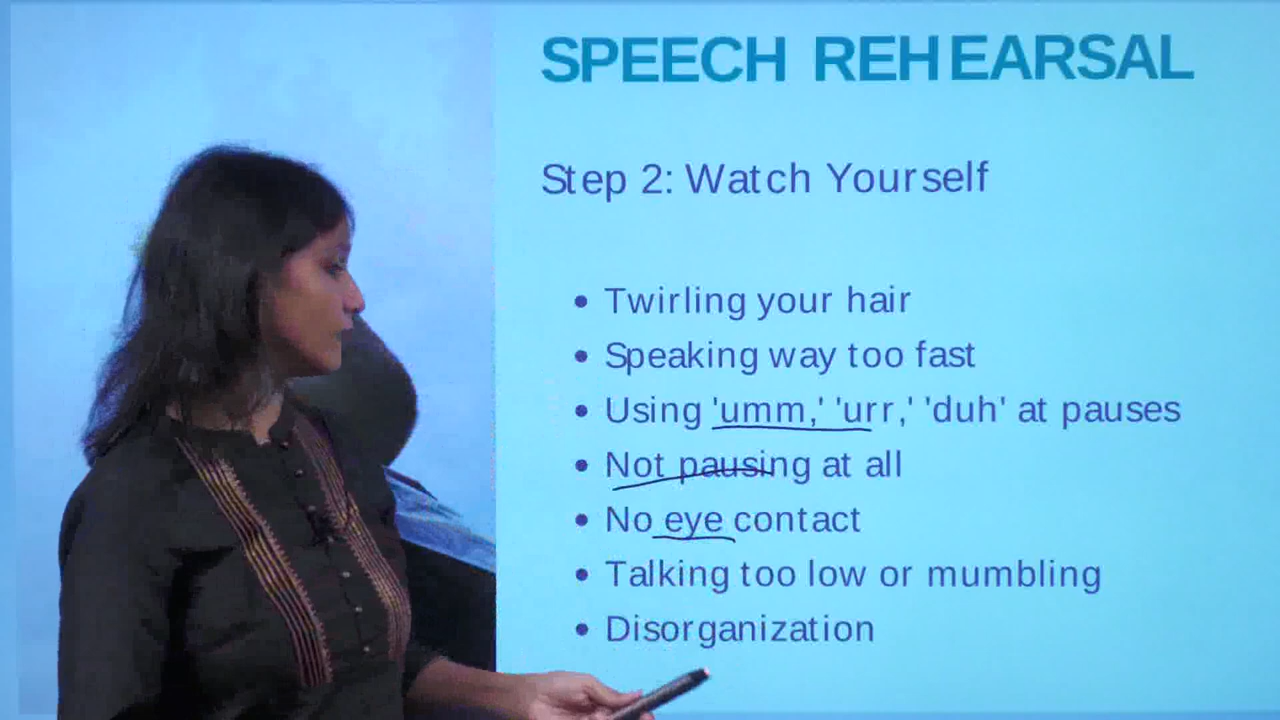 SPEECH REHEARSAL
Step 2: Watch Yourself
• Twirling your hair
• Speaking way too fast
• Using 'umm,' 'urr,' 'duh' at pauses
• Not pausing at all
• No eye contact
• Talking too low or mumbling
• Disorganization